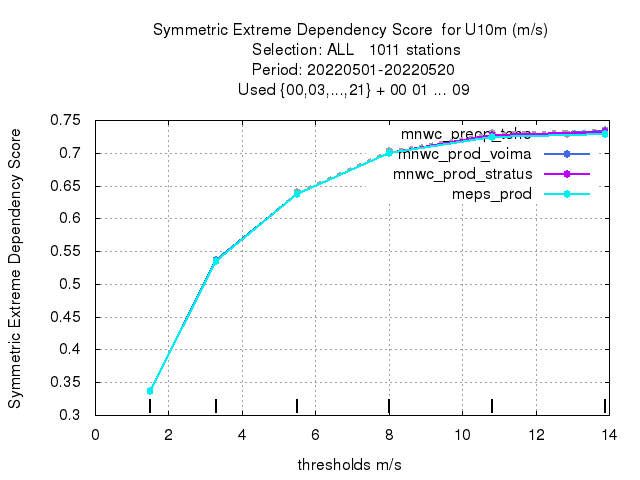 Symmetric Extreme Dependency Score for U10m (m/s)
Selection: ALL 1011 stations
Period: 20220501-20220520
Used {00,03,...,21} + 00 01 ... 09
Symmetric Extreme Dependency Score
0.75
0.7
0.65
0.6
0.55
0.5
0.45
0.4
0.35
0.3
mnwc_prod_voima
mnwc_prod_stratus
meps_prod
0 2 4 6 8 10 12 14
thresholds m/s